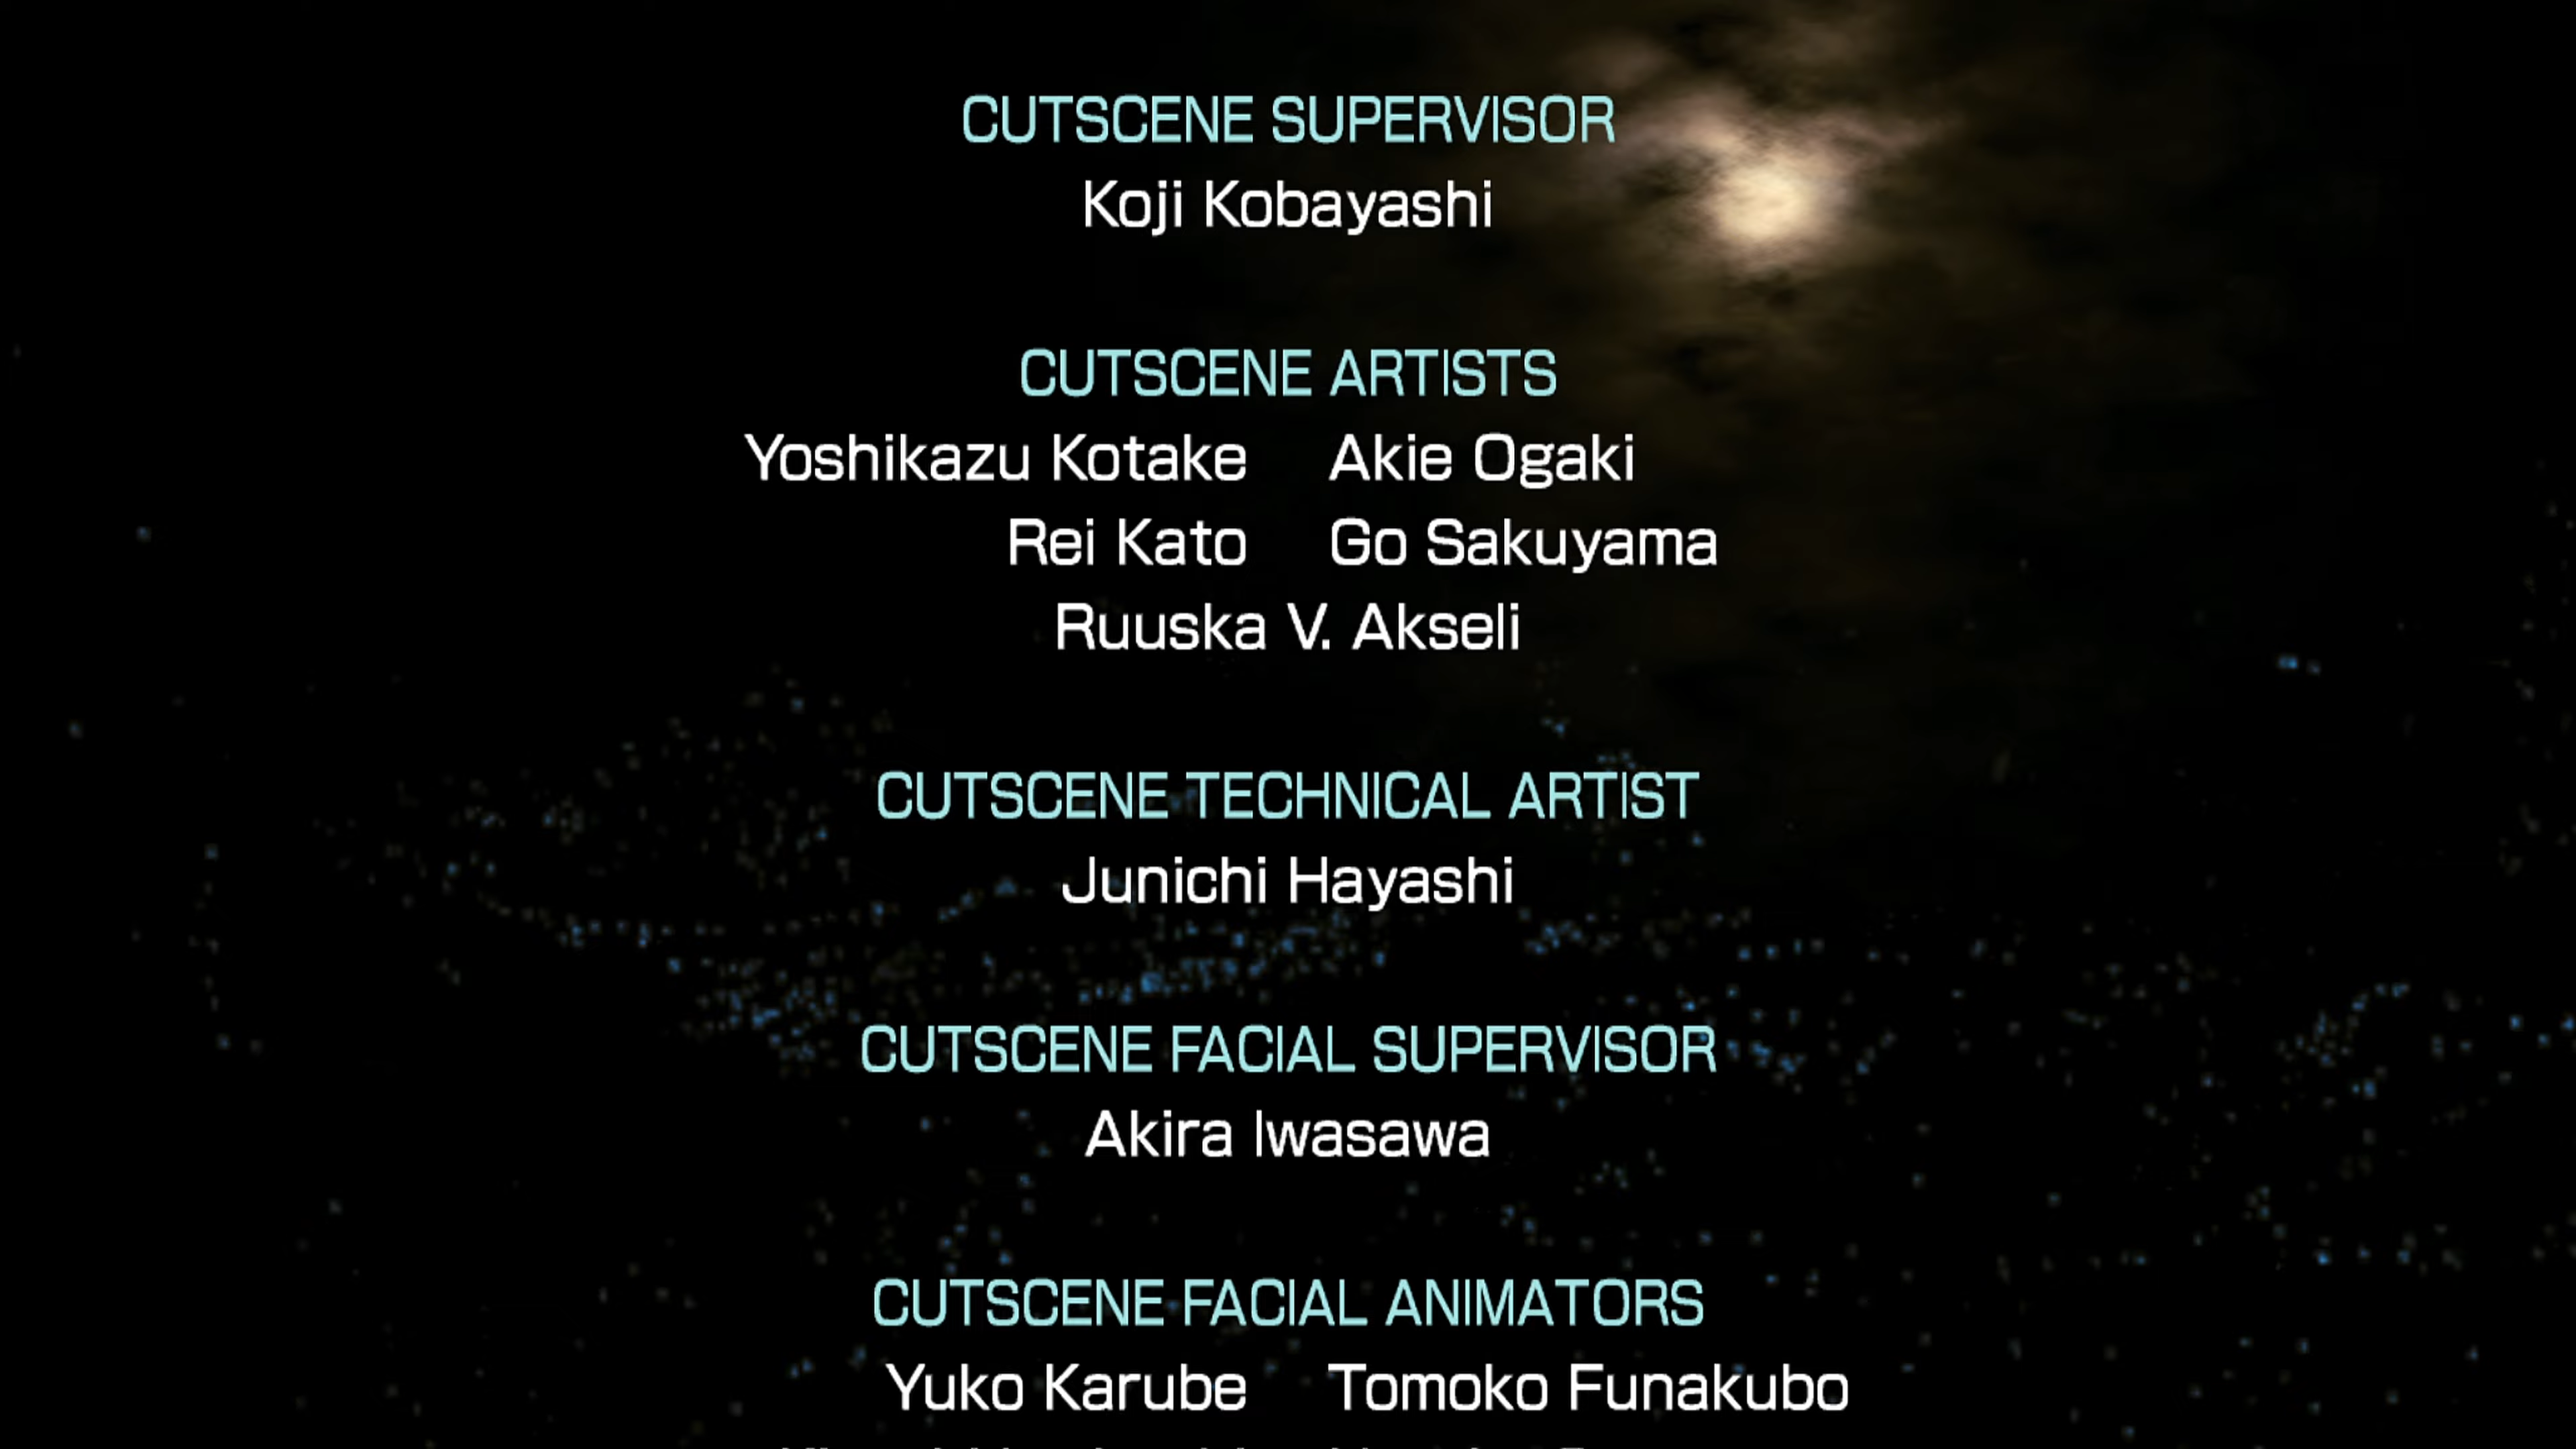 CUTSCENE SUPERVISOR
Koji Kobayashi
CUTSCENE ARTISTS
Yoshikazu Kotake Akie Ogaki
Rei Kato Go Sakuyama
Ruuska V. Akseli
CUTSCENE TECHNICAL ARTIST
Junichi Hayashi
CUTSCENE FACIAL SUPERVISOR
Akira Iwasawa
CUTSCENE FACIAL ANIMATORS
Yuko Karube Tomoko Funakubo